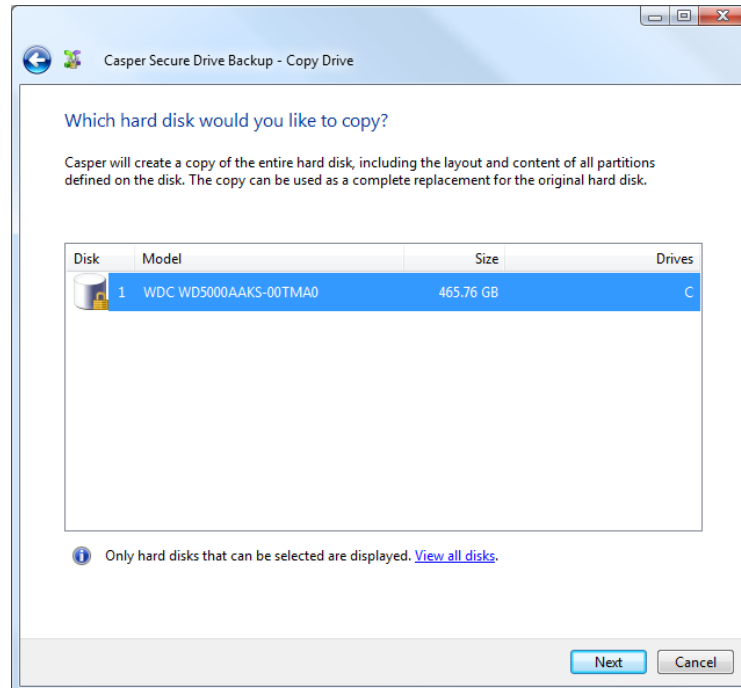 Casper Secure Drive Backup - Copy Drive
Which hard disk would you like to copy?
Casper will create a copy of the entire hard disk, including the layout and content of all partitions
defined on the disk. The copy can be used as a complete replacement for the original hard disk.
Disk Model Size Drives
1 WDC WD5000AAKS-00TMA0 465.76 GB C
Only hard disks that can be selected are displayed. View all disks.
Next Cancel